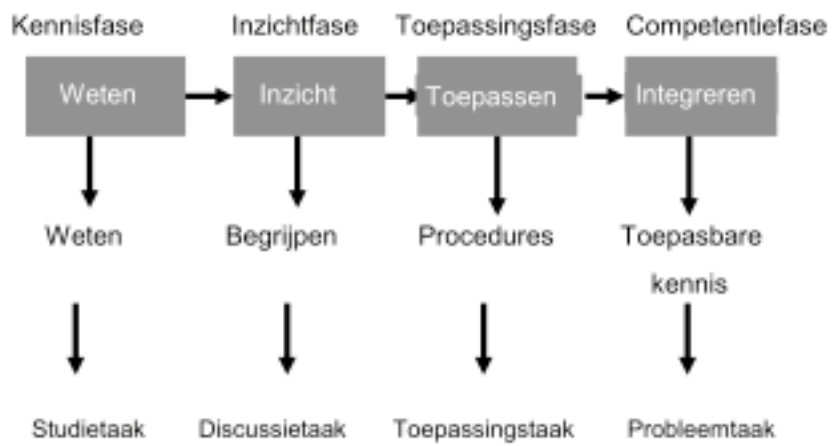 Kennisfase Inzichtfase Toepassingsfase Competentiefase
Weten Inzicht Toepassen Integreren
Weten Begrijpen Procedures Toepasbare
kennis
Studietaak Discussietaak Toepassingstaak Probleemtaak